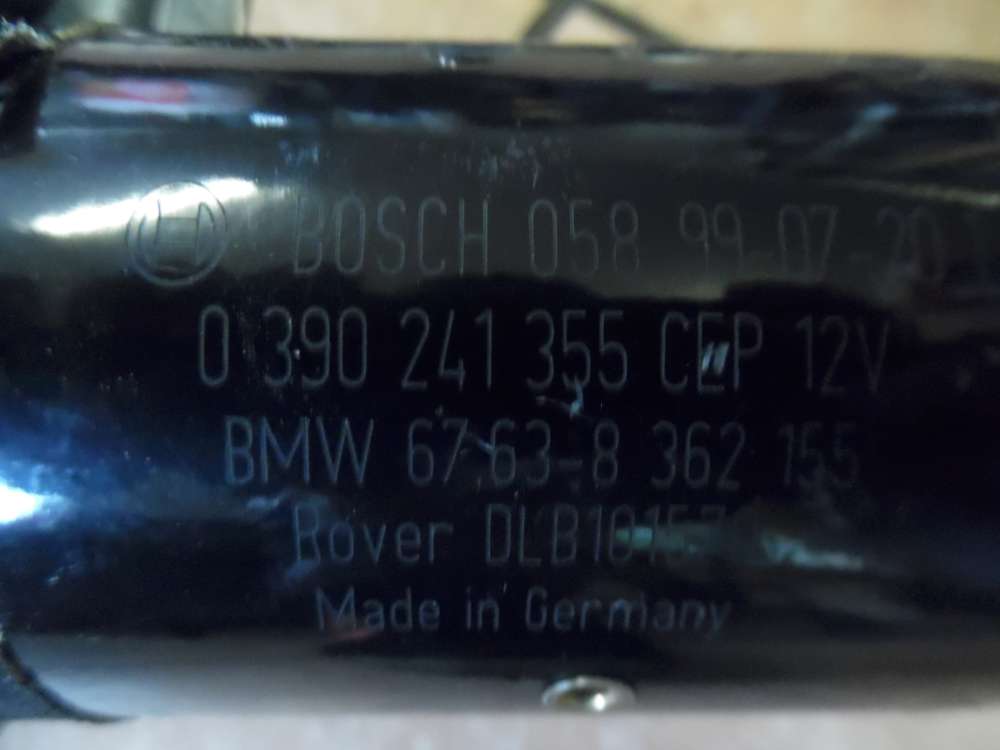 BOSCH 058 99-07-20
0 390 241 355 CEP 12V
BMW 67 63-8 362 155
Rover
Made in Germany